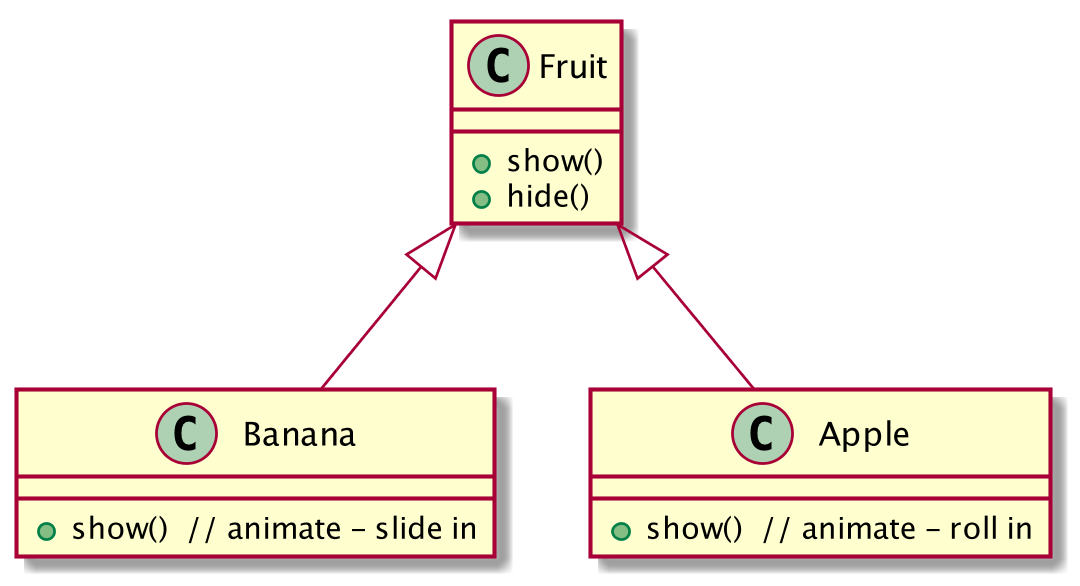 C Fruit
show()
hide()
C Banana
show() // animate – slide in
C Apple
show() // animate – roll in